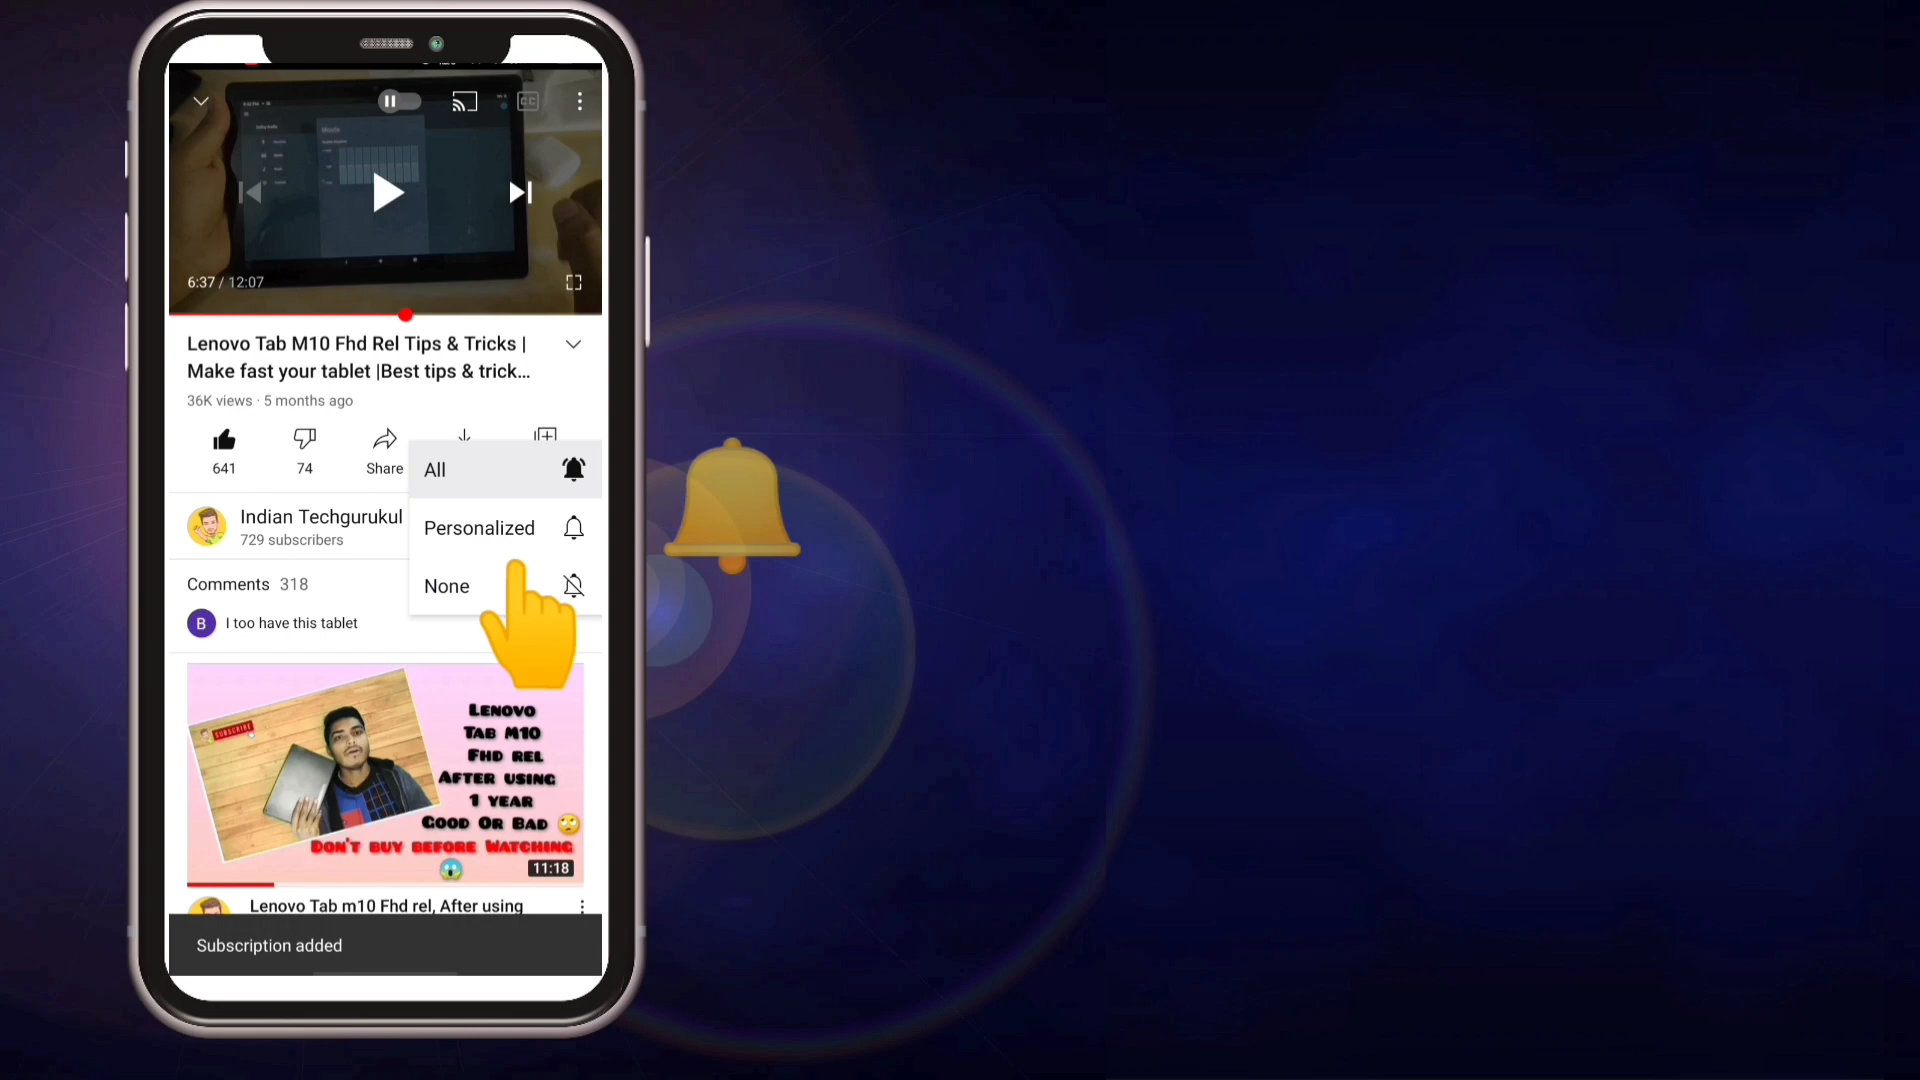 CC
6:37 / 12:07
Lenovo Tab M10 Fhd Rel Tips & Tricks |
Make fast your tablet |Best tips & trick...
36K views · 5 months ago
641
74
Share
All
Personalized
None
Indian Techgurukul
729 subscribers
Comments 318
B
I too have this tablet
SUBSCRIBE
LENOVO
TAB M10
FHD REL
AFTER USING
1 YEAR
GOOD OR BAD 🙄
DON'T BUY BEFORE WATCHING
😱
11:18
Lenovo Tab m10 Fhd rel, After using
Subscription added